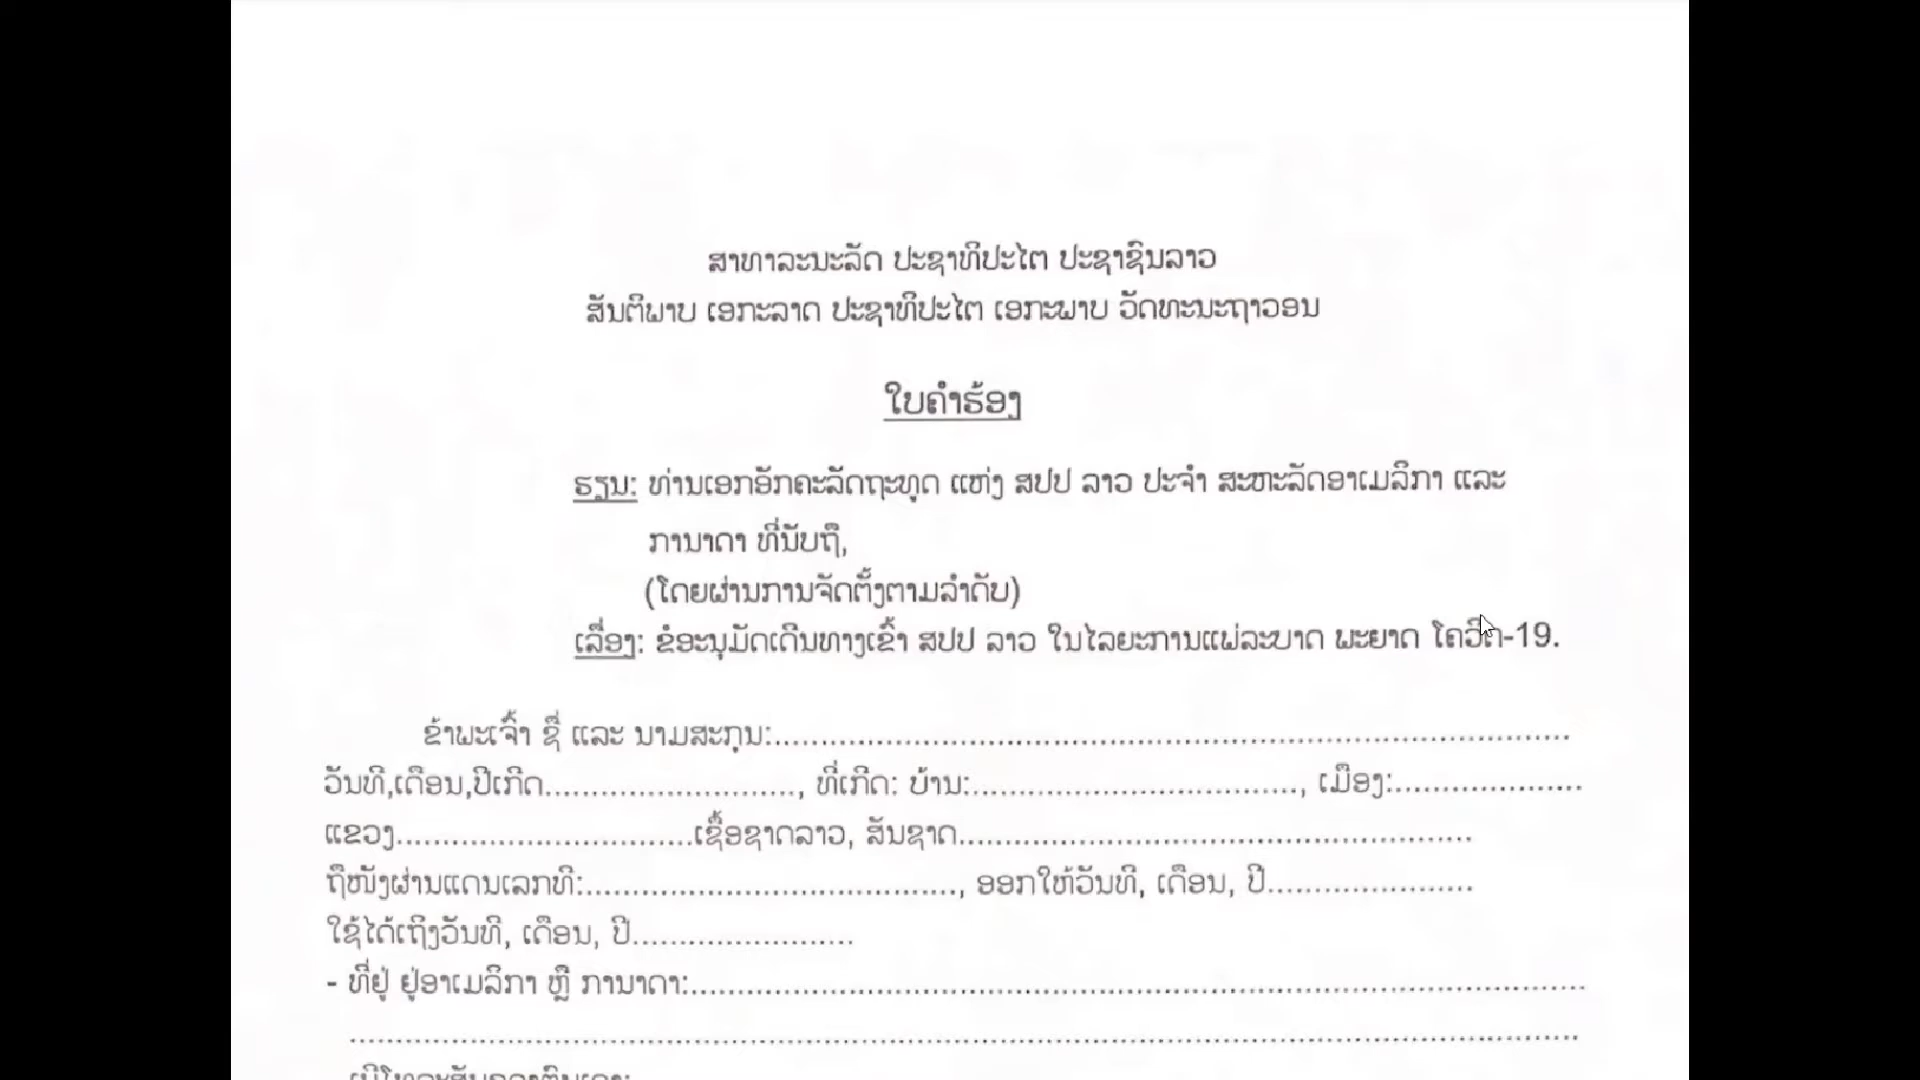 ສາທາລະນະລັດ ປະຊາທິປະໄຕ ປະຊາຊົນລາວ
ສັນຕິພາບ ເອກະລາດ ປະຊາທິປະໄຕ ເອກະພາບ ວັດທະນະຖາວອນ
ໃບຄຳຮ້ອງ
ຮຽນ: ທ່ານເອກອັກຄະລັດຖະທູດ ແຫ່ງ ສປປ ລາວ ປະຈຳ ສະຫະລັດອາເມລິກາ ແລະ
ການາດາ ທີ່ນັບຖື,
(ໂດຍຜ່ານການຈັດຕັ້ງຕາມລຳດັບ)
ເລື່ອງ: ຂໍອະນຸມັດເດີນທາງເຂົ້າ ສປປ ລາວ ໃນໄລຍະການແຜ່ລະບາດ ພະຍາດ ໂຄວິດ-19.
ຂ້າພະເຈົ້າ ຊື່ ແລະ ນາມສະກຸນ:........................................................................................
ວັນທີ,ເດືອນ,ປີເກີດ..........................., ທີ່ເກີດ: ບ້ານ:..................................., ເມືອງ:....................
ແຂວງ................................ເຊື້ອຊາດລາວ, ສັນຊາດ........................................................
ຖືໜັງຜ່ານແດນເລກທີ:........................................, ອອກໃຫ້ວັນທີ, ເດືອນ, ປີ......................
ໃຊ້ໄດ້ເຖິງວັນທີ, ເດືອນ, ປີ........................
- ທີ່ຢູ່ ຢູ່ອາເມລິກາ ຫຼື ການາດາ:..................................................................................................
......................................................................................................................................